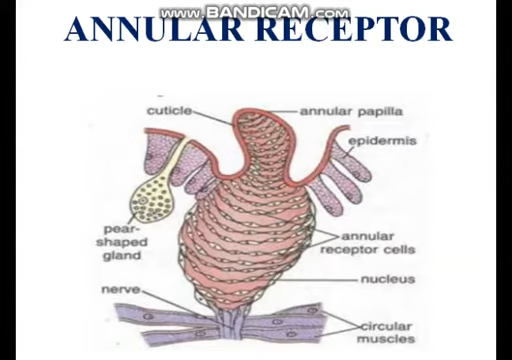 www.BANDICAM.com
ANNULAR RECEPTOR
cuticle
annular papilla
epidermis
pear-
shaped
gland
annular
receptor cells
nucleus
nerve
circular
muscles